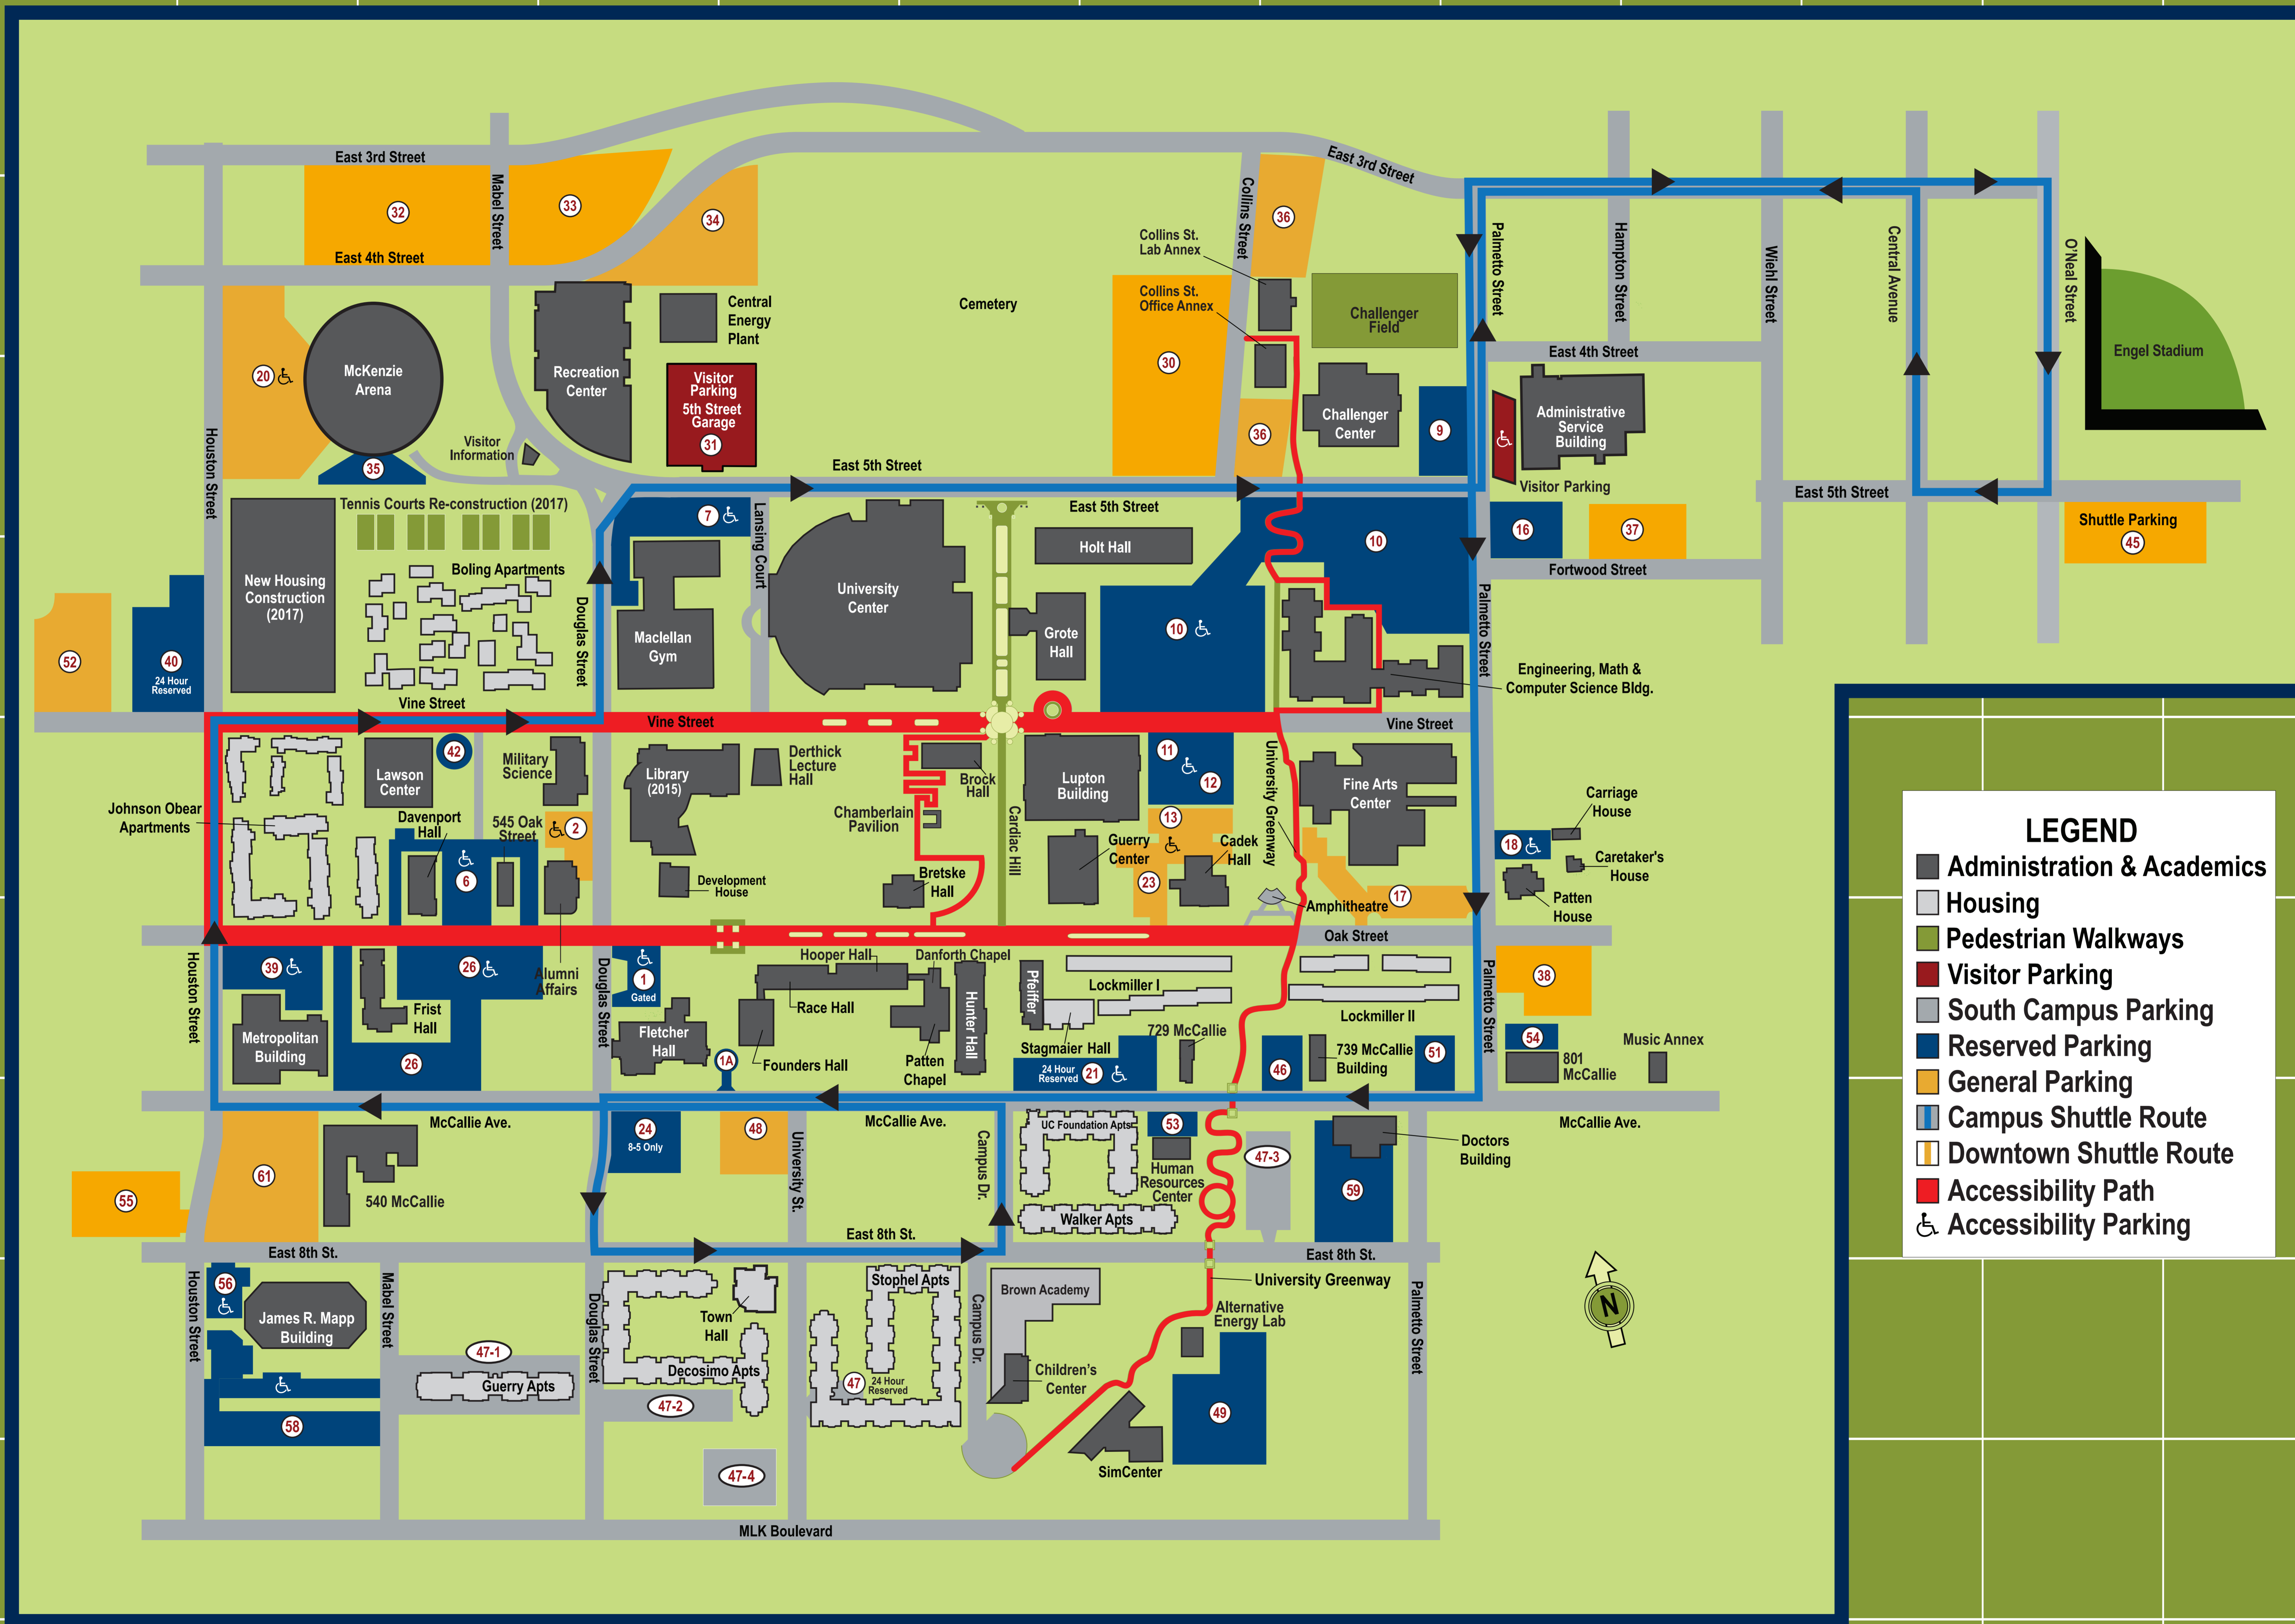 East 3rd Street
East 3rd Street
32
33
34
Mabel Street
East 4th Street
Collins Street
36
Collins St.
Lab Annex
Collins St.
Office Annex
Challenger
Field
Palmetto Street
Hampton Street
Wiehl Street
Central Avenue
O'Neal Street
Engel Stadium
East 4th Street
Cemetery
Central
Energy
Plant
20
McKenzie
Arena
Recreation
Center
Visitor
Parking
5th Street
Garage
31
30
36
Challenger
Center
9
Administrative
Service
Building
Visitor Parking
Houston Street
35
Visitor
Information
East 5th Street
East 5th Street
East 5th Street
Tennis Courts Re-construction (2017)
7
Lansing Court
Holt Hall
10
16
37
Shuttle Parking
45
Fortwood Street
New Housing
Construction
(2017)
Boling Apartments
Douglas Street
Maclellan
Gym
University
Center
Grote
Hall
10
Palmetto Street
52
40
24 Hour
Reserved
Engineering, Math &
Computer Science Bldg.
Vine Street
Vine Street
Vine Street
Lawson
Center
42
Military
Science
Library
(2015)
Derthick
Lecture
Hall
Brock
Hall
Lupton
Building
11
12
University Greenway
Fine Arts
Center
Johnson Obear
Apartments
Davenport
Hall
545 Oak
Street
2
Chamberlain
Pavilion
Cardiac Hill
13
Guerry
Center
Cadek
Hall
Carriage
House
18
Caretaker's
House
Patten
House
6
Development
House
Bretske
Hall
23
Amphitheatre
17
Oak Street
LEGEND
Administration & Academics
Housing
Pedestrian Walkways
Visitor Parking
South Campus Parking
Reserved Parking
General Parking
Campus Shuttle Route
Downtown Shuttle Route
Accessibility Path
Accessibility Parking
Houston Street
39
26
Alumni
Affairs
Douglas Street
1
Gated
Hooper Hall
Danforth Chapel
Race Hall
Hunter Hall
Pfeiffer
Lockmiller I
Lockmiller II
Palmetto Street
38
Metropolitan
Building
Frist
Hall
26
Fletcher
Hall
1A
Founders Hall
Patten
Chapel
Stagmaier Hall
24 Hour
Reserved
21
729 McCallie
46
739 McCallie
Building
51
54
801
McCallie
Music Annex
McCallie Ave.
McCallie Ave.
McCallie Ave.
24
8-5 Only
48
University St.
Campus Dr.
UC Foundation Apts
53
Human
Resources
Center
47-3
Doctors
Building
59
61
540 McCallie
55
Walker Apts
East 8th St.
East 8th St.
East 8th St.
56
James R. Mapp
Building
Houston Street
Mabel Street
Douglas Street
Town
Hall
Stophel Apts
Campus Dr.
Brown Academy
University Greenway
Alternative
Energy Lab
Palmetto Street
N
47-1
Guerry Apts
Decosimo Apts
47-2
47
24 Hour
Reserved
Children's
Center
49
58
47-4
SimCenter
MLK Boulevard